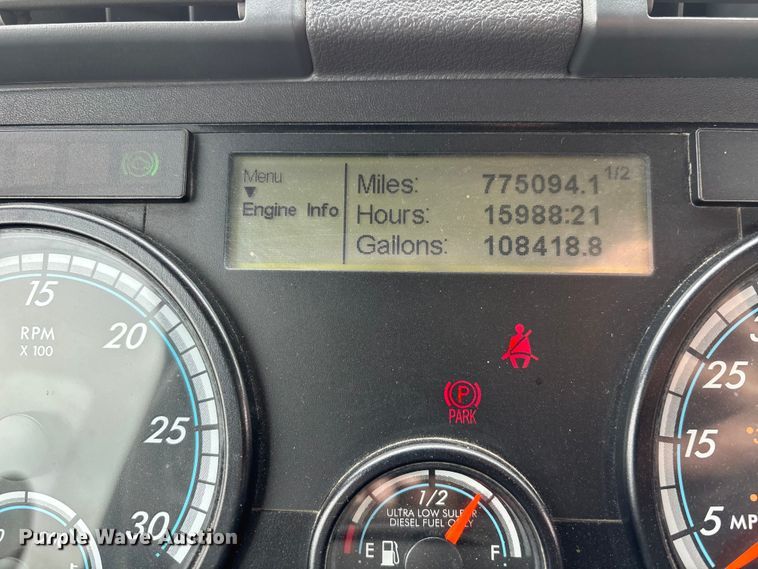 Menu
Engine Info
Miles: 775094.1 1/2
Hours: 15988:21
Gallons: 108418.8
15
20
25
30
RPM
X 100
P
PARK
1/2
ULTRA LOW SULFUR
DIESEL FUEL ONLY
E
F
25
15
5 MP
Purple Wave Auction